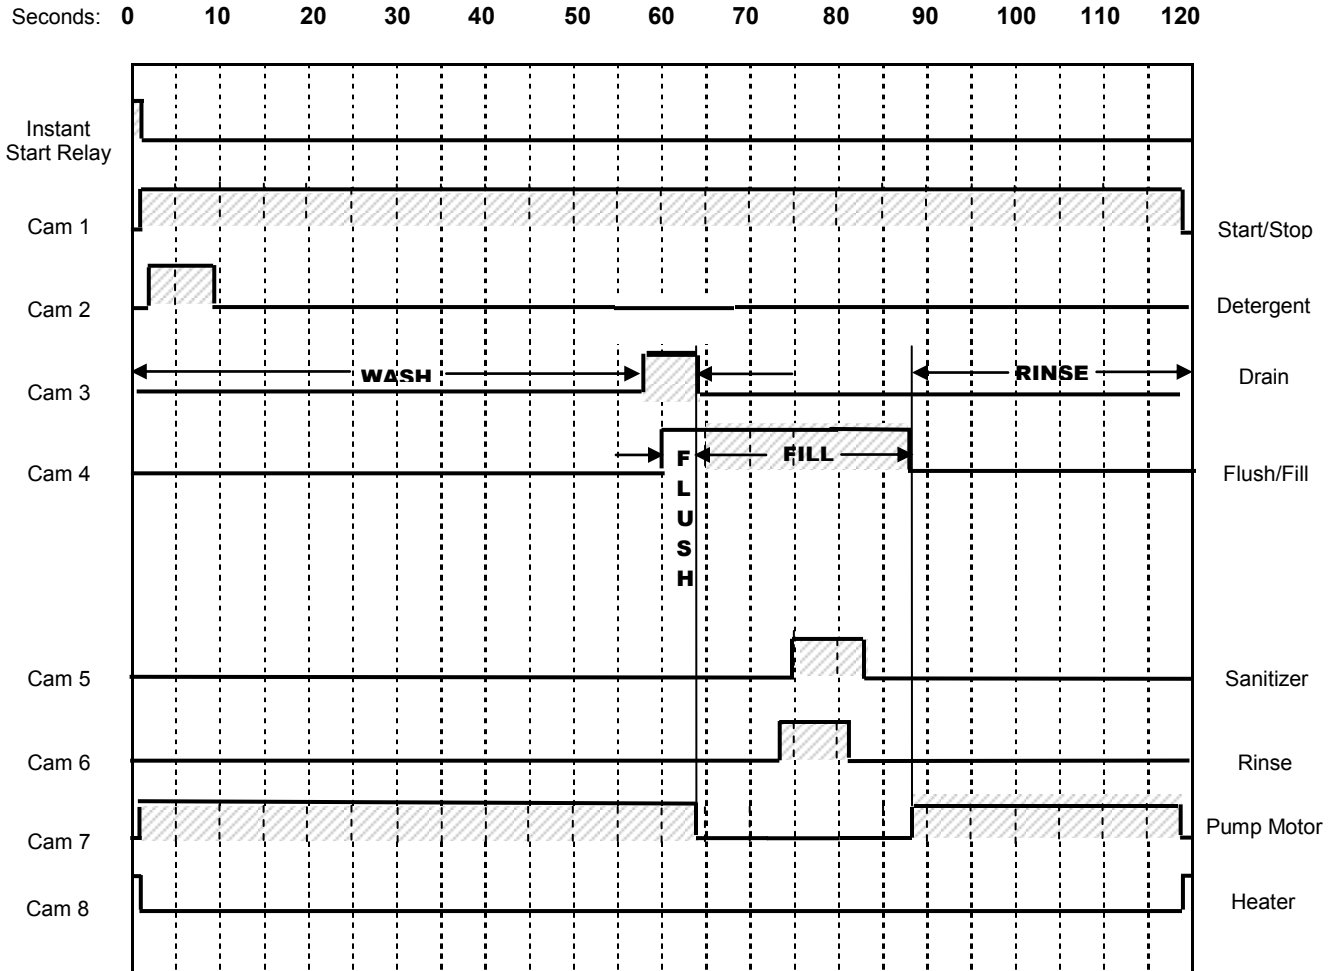 Seconds: 0 10 20 30 40 50 60 70 80 90 100 110 120
Instant
Start Relay
Cam 1 Start/Stop
Cam 2 Detergent
Cam 3 WASH RINSE Drain
Cam 4 FILL Flush/Fill
F
L
U
S
H
Cam 5 Sanitizer
Cam 6 Rinse
Cam 7 Pump Motor
Cam 8 Heater